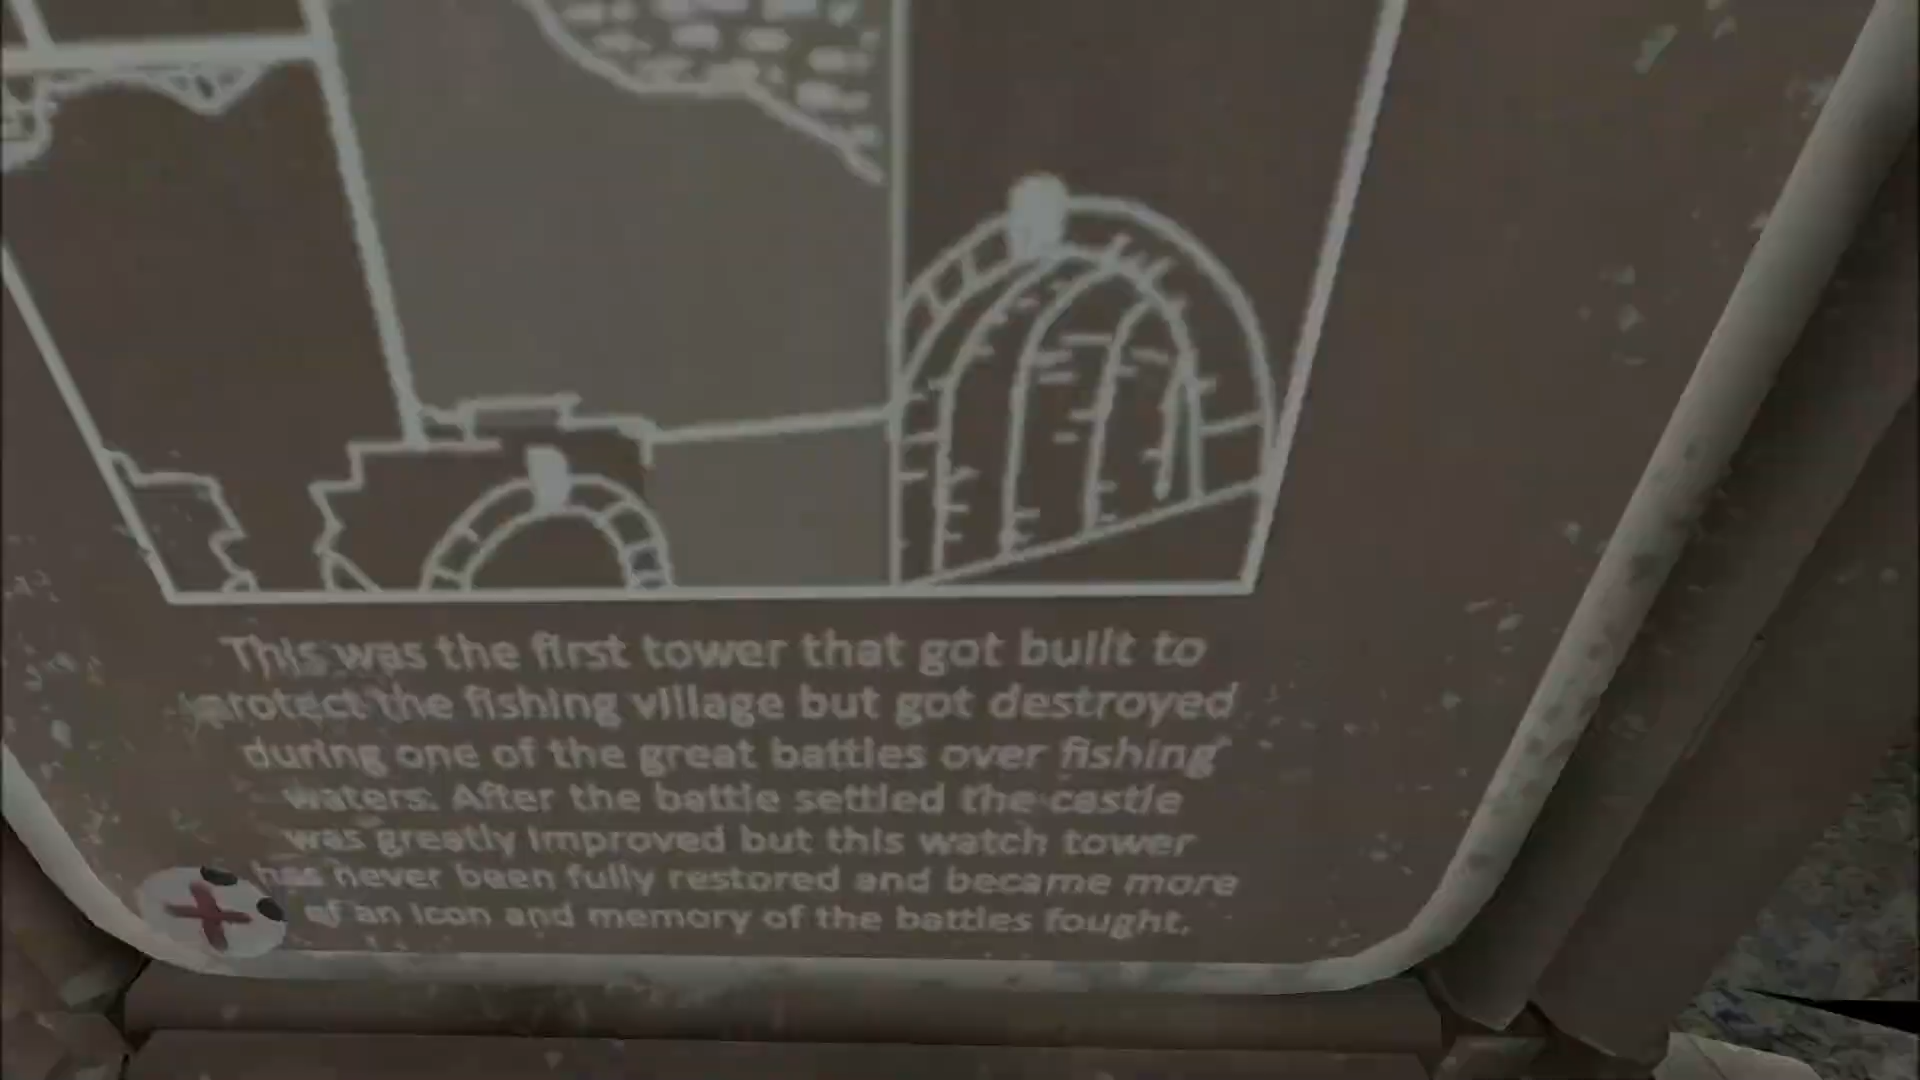 This was the first tower that got built to
protect the fishing village but got destroyed
during one of the great battles over fishing
waters. After the battle settled the castle
was greatly improved but this watch tower
has never been fully restored and became more
of an icon and memory of the battles fought.